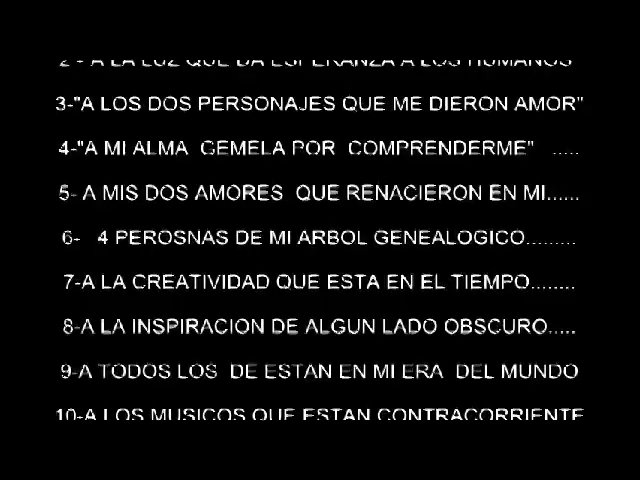 2 - A LA LUZ QUE DA ESPERANZA A LOS HUMANOS
3-"A LOS DOS PERSONAJES QUE ME DIERON AMOR"
4-"A MI ALMA GEMELA POR COMPRENDERME" .....
5- A MIS DOS AMORES QUE RENACIERON EN MI......
6- 4 PEROSNAS DE MI ARBOL GENEALOGICO.........
7-A LA CREATIVIDAD QUE ESTA EN EL TIEMPO........
8-A LA INSPIRACION DE ALGUN LADO OBSCURO.....
9-A TODOS LOS DE ESTAN EN MI ERA DEL MUNDO
10-A LOS MUSICOS QUE ESTAN CONTRACORRIENTE